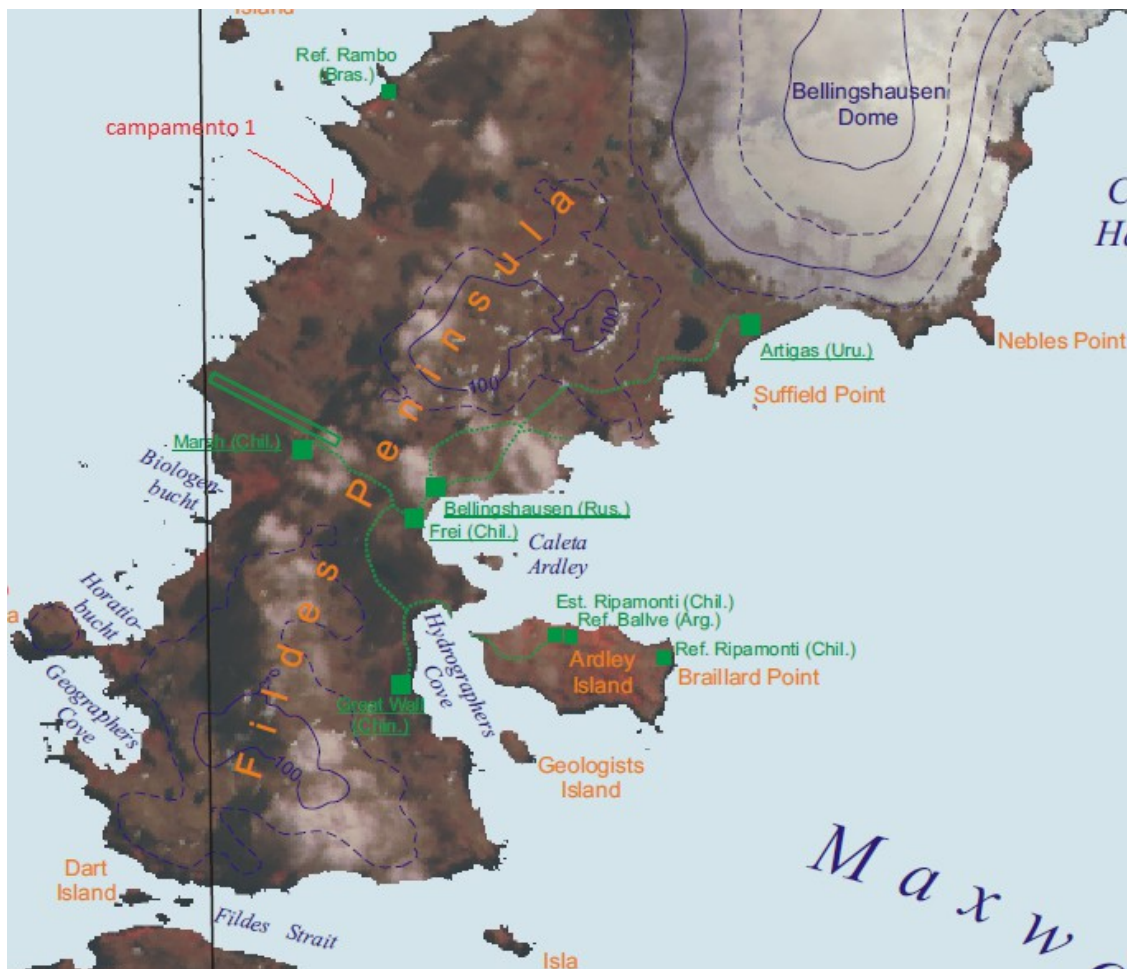 Island
Ref. Rambo
(Bras.)
campamento 1
Bellingshausen
Dome
Fildes Peninsula
100
100
Artigas (Uru.)
Nebles Point
Suffield Point
Marsh (Chil.)
Biologen-
bucht
Bellingshausen (Rus.)
Frei (Chil.)
Caleta
Ardley
Horatio-
bucht
Est. Ripamonti (Chil.)
Ref. Ballve (Arg.)
Ref. Ripamonti (Chil.)
Ardley
Island
Braillard Point
Hydrographers
Cove
Geographers
Cove
Great Wall
(Chin.)
100
Geologists
Island
Dart
Island
Fildes Strait
Isla
Maxw